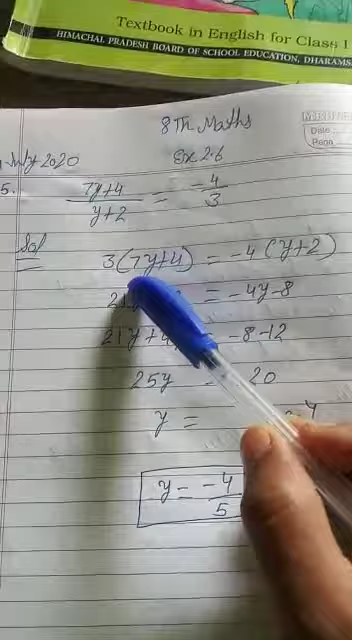 Textbook in English for Class
HIMACHAL PRADESH BOARD OF SCHOOL EDUCATION, DHARAMS
Date
Page
8Th Maths
July 2020
Ex 2.6
5. (7y+4)/(y+2) = -4/3
Sol
3(7y+4) = -4(y+2)
21 = -4y-8
21y+4 -8-12
25y 20
y =
y = -4/5